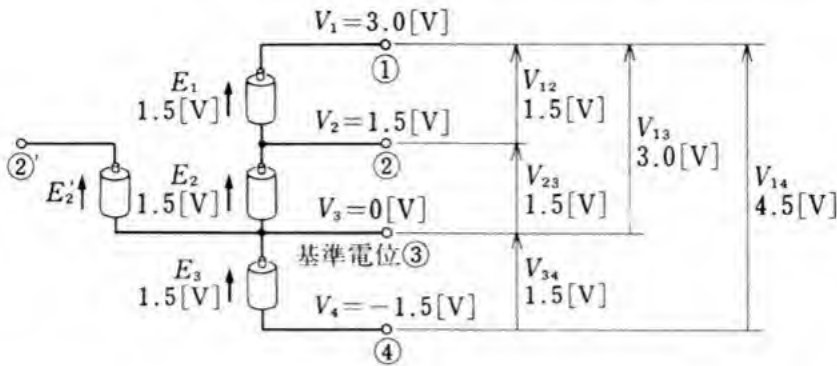 V₁=3.0[V]
①
E₁
1.5[V]
V₂=1.5[V]
②
②'
E₂'
E₂
1.5[V]
V₃=0[V]
基準電位③
E₃
1.5[V]
V₄=-1.5[V]
④
V₁₂
1.5[V]
V₂₃
1.5[V]
V₃₄
1.5[V]
V₁₃
3.0[V]
V₁₄
4.5[V]